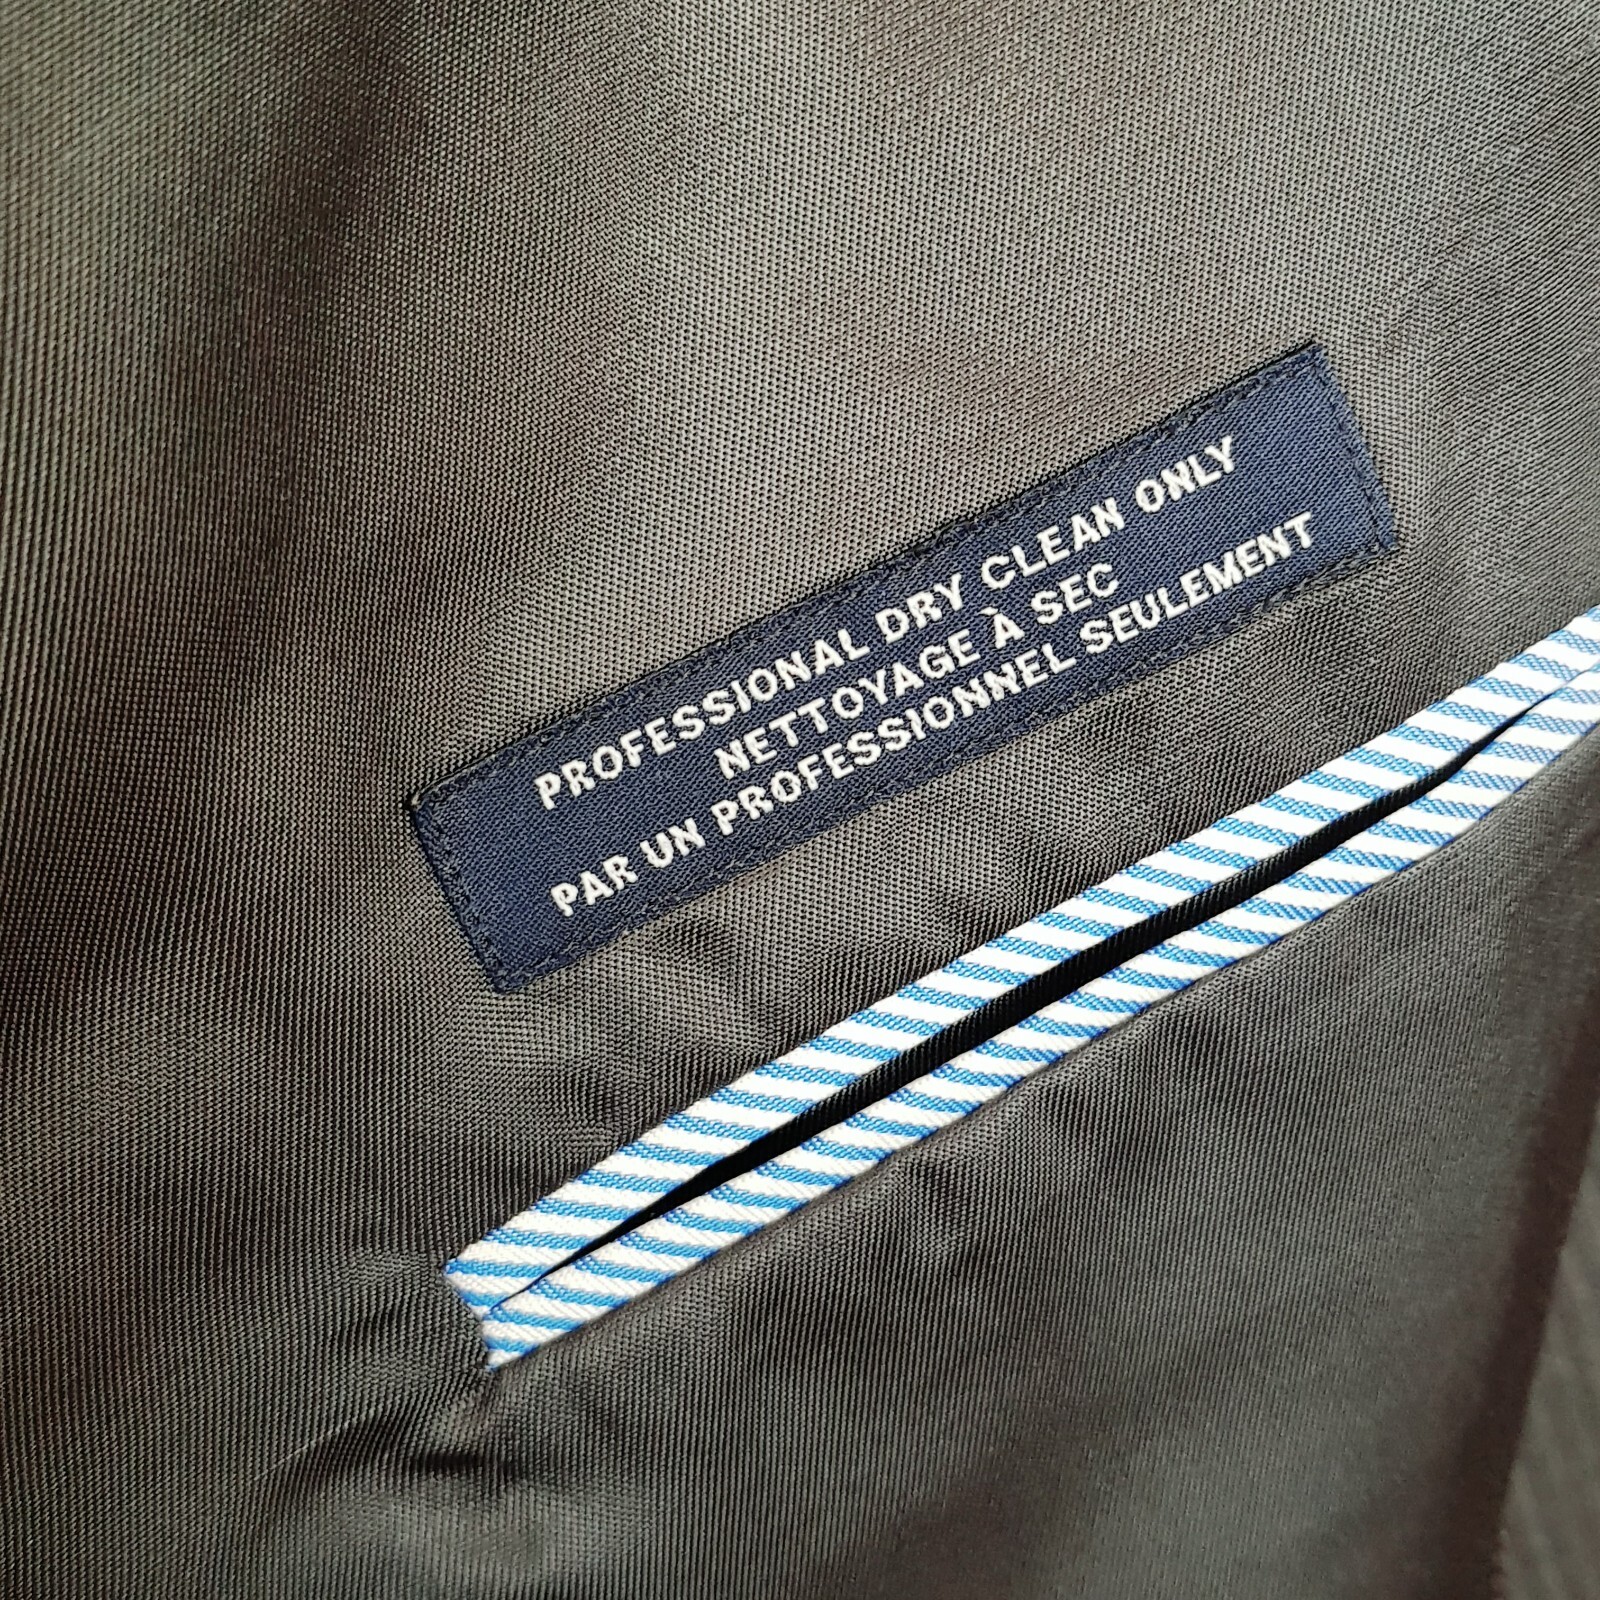 PROFESSIONAL DRY CLEAN ONLY
NETTOYAGE À SEC
PAR UN PROFESSIONNEL SEULEMENT